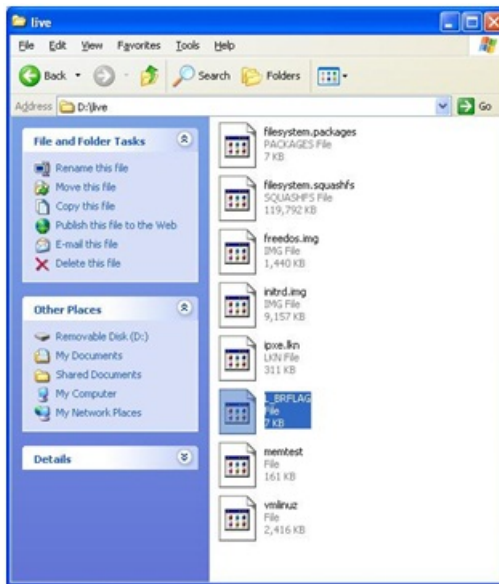 live
File Edit View Favorites Tools Help
Back Search Folders
Address D:\live Go
File and Folder Tasks
Rename this file
Move this file
Copy this file
Publish this file to the Web
E-mail this file
Delete this file
Other Places
Removable Disk (D:)
My Documents
Shared Documents
My Computer
My Network Places
Details
filesystem.packages
PACKAGES File
7 KB
filesystem.squashfs
SQUASHFS File
119,792 KB
freedos.img
IMG File
1,440 KB
initrd.img
IMG File
9,157 KB
ipxe.lkn
LKN File
311 KB
L_BRFLAG
File
7 KB
memtest
File
161 KB
vmlinuz
File
2,416 KB